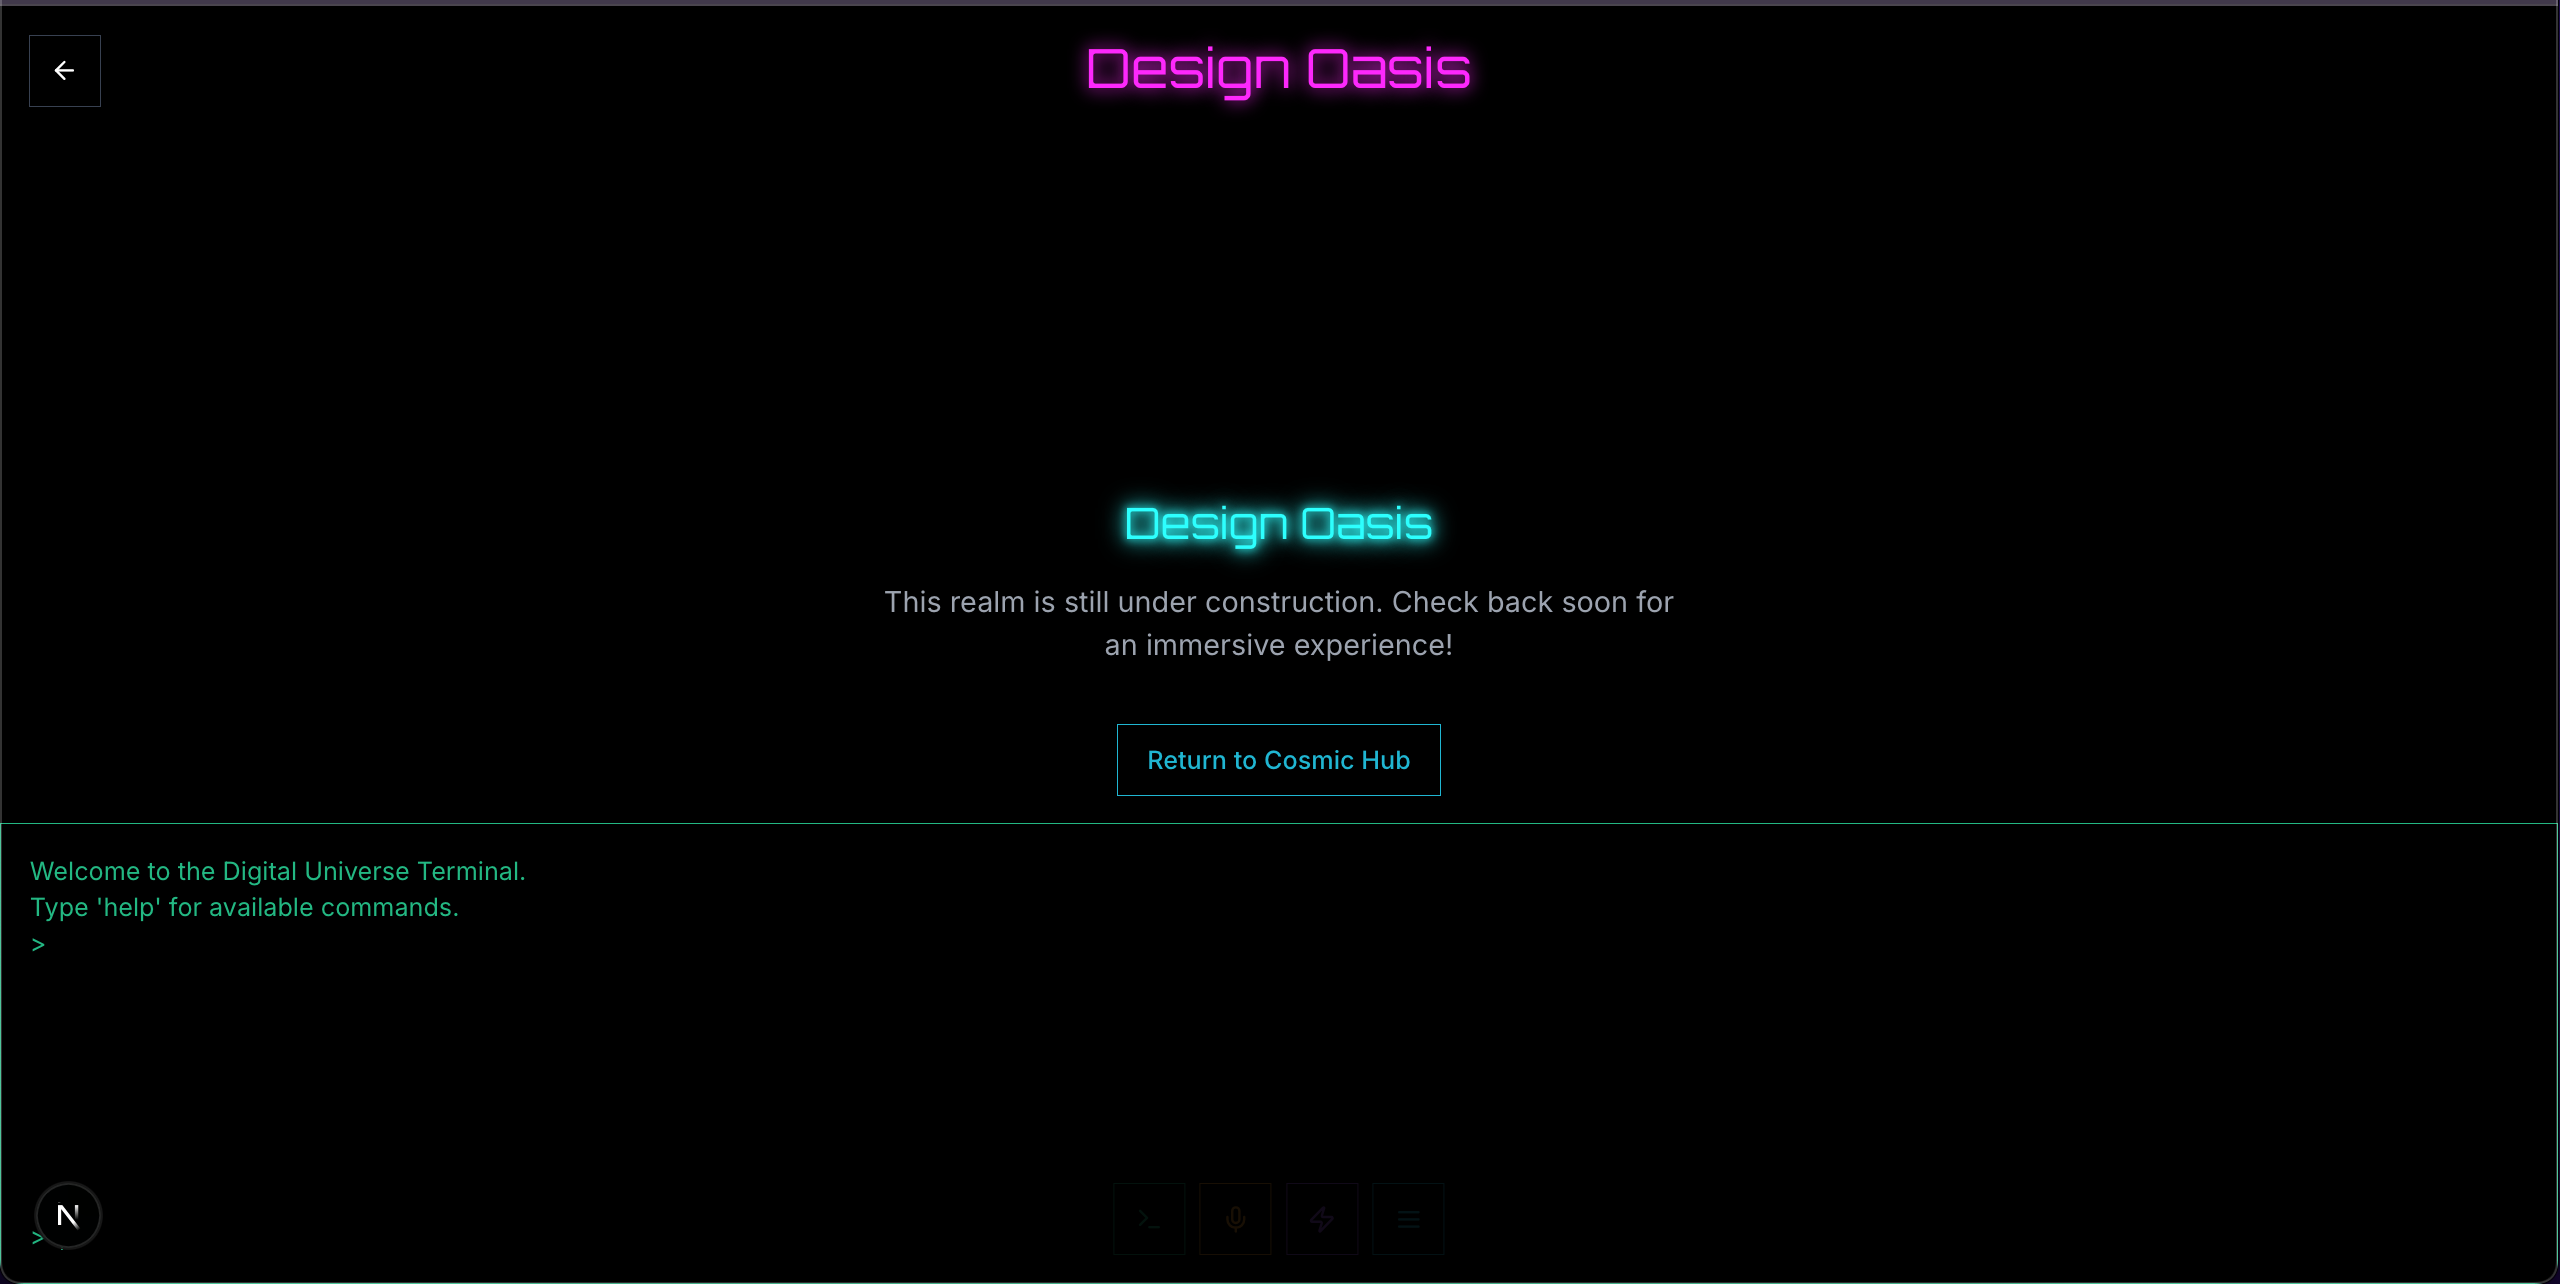 Design Oasis
Design Oasis
This realm is still under construction. Check back soon for
an immersive experience!
Return to Cosmic Hub
Welcome to the Digital Universe Terminal.
Type 'help' for available commands.
>
>
N